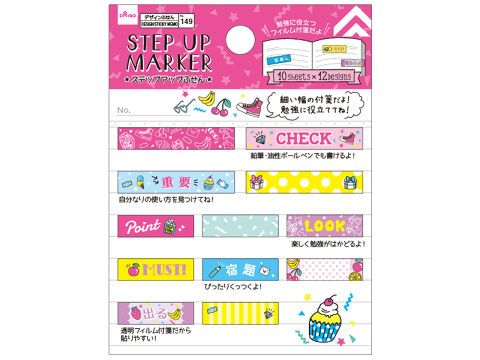 DAISO
デザインふせん
DESIGN STICKY MEMO
No. 149
STEP UP
MARKER
★ステップアップふせん★
勉強に役立つ
フィルム付箋だよ!
10 SHEETS × 12 DESIGNS
No.
細い幅の付箋だよ!
勉強に役立ててね!
CHECK
鉛筆・油性ボールペンでも書けるよ!
重要
自分なりの使い方を見つけてね!
Point
LOOK
楽しく勉強がはかどるよ!
MUST!
宿題
ぴったりくっつくよ!
出る
透明フィルム付箋だから
貼りやすい!